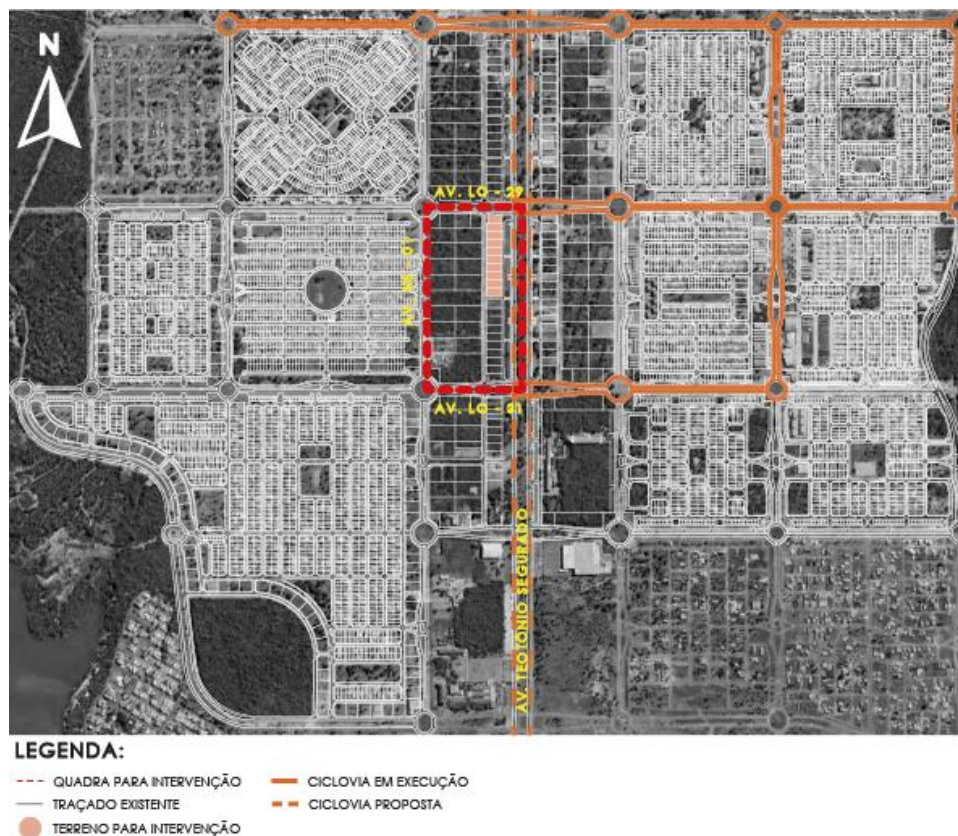 N
AV. LO - 29
AV. NS - 01
AV. LO - 31
AV. TEOTONIO SEGURADO
LEGENDA:
QUADRA PARA INTERVENÇÃO
CICLOVIA EM EXECUÇÃO
TRAÇADO EXISTENTE
CICLOVIA PROPOSTA
TERRENO PARA INTERVENÇÃO